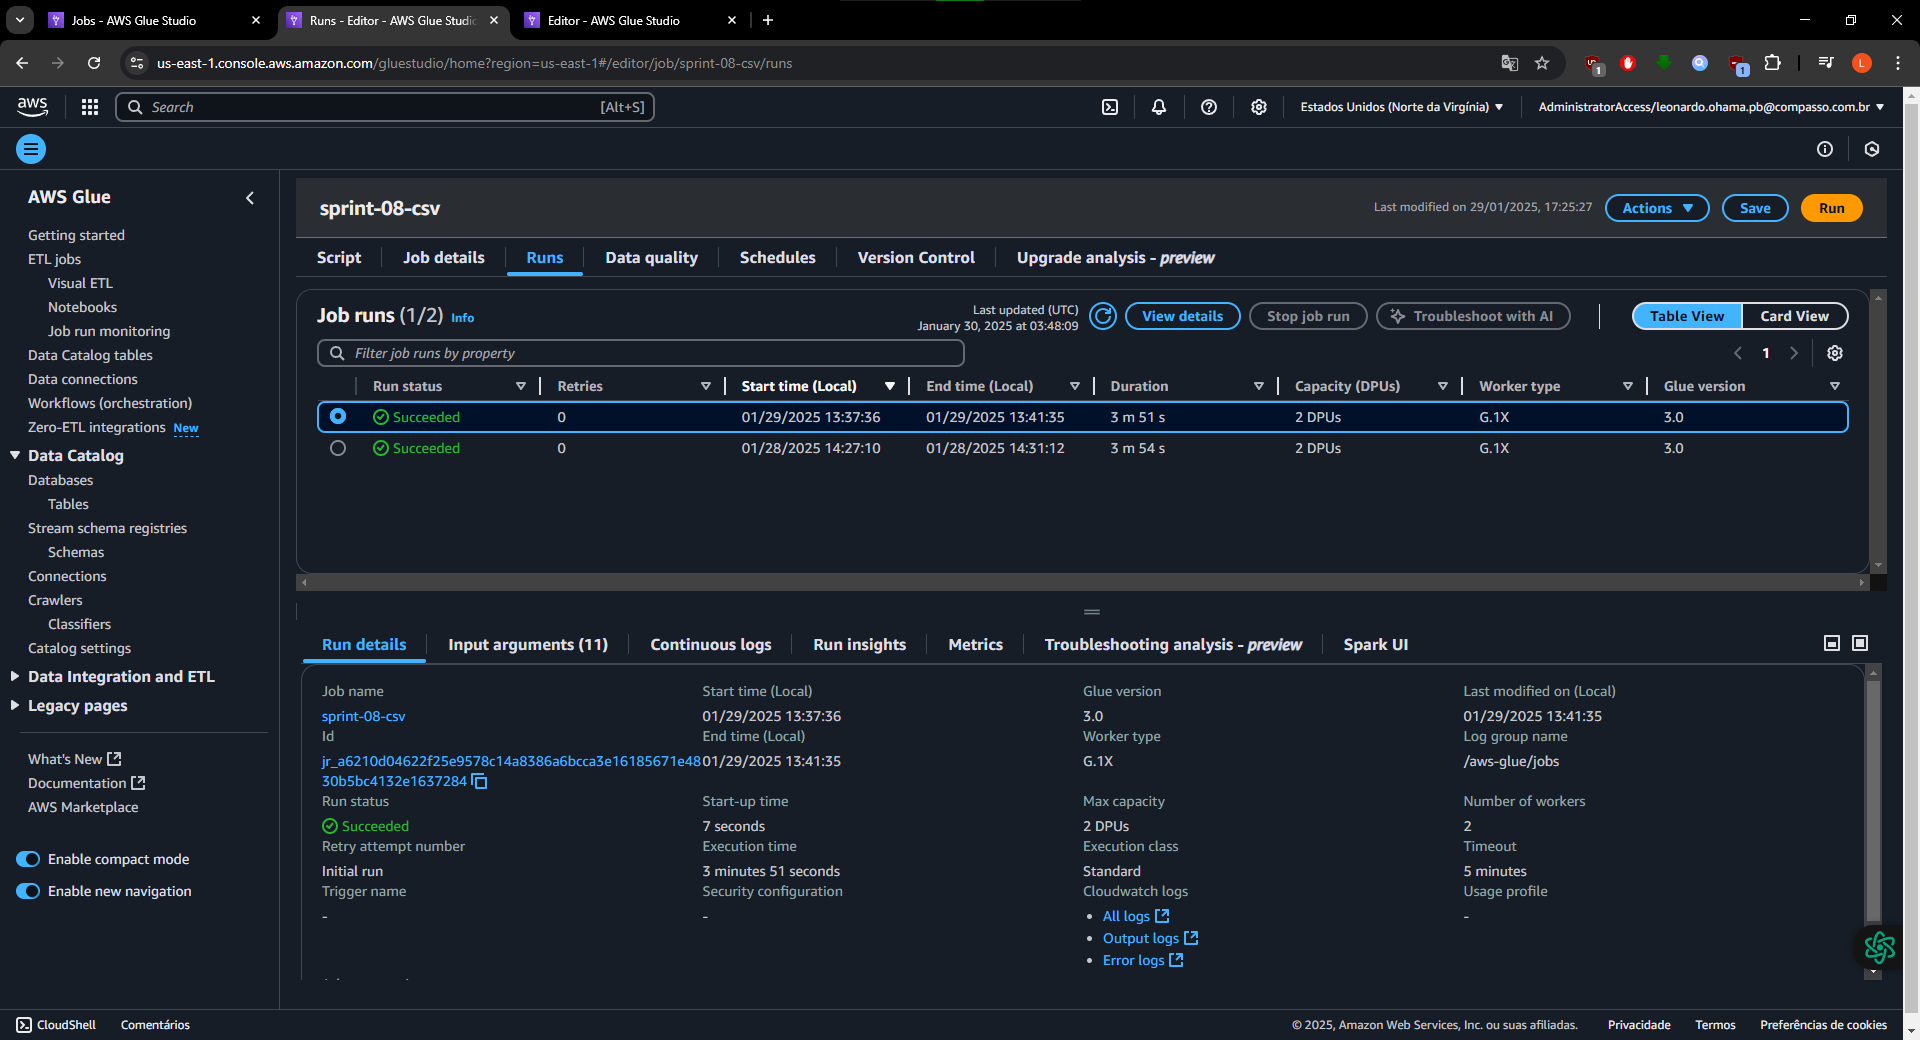 Jobs - AWS Glue Studio
Runs - Editor - AWS Glue Studio
Editor - AWS Glue Studio
us-east-1.console.aws.amazon.com/gluestudio/home?region=us-east-1#/editor/job/sprint-08-csv/runs
1
1
L
aws
Search
[Alt+S]
Estados Unidos (Norte da Virgínia)
AdministratorAccess/leonardo.ohama.pb@compasso.com.br
AWS Glue
Getting started
ETL jobs
Visual ETL
Notebooks
Job run monitoring
Data Catalog tables
Data connections
Workflows (orchestration)
Zero-ETL integrations New
Data Catalog
Databases
Tables
Stream schema registries
Schemas
Connections
Crawlers
Classifiers
Catalog settings
Data Integration and ETL
Legacy pages
What's New
Documentation
AWS Marketplace
Enable compact mode
Enable new navigation
sprint-08-csv
Last modified on 29/01/2025, 17:25:27
Actions
Save
Run
Script
Job details
Runs
Data quality
Schedules
Version Control
Upgrade analysis - preview
Job runs (1/2) Info
Last updated (UTC)
January 30, 2025 at 03:48:09
View details
Stop job run
Troubleshoot with AI
Table View
Card View
Filter job runs by property
1
Run status Retries Start time (Local) End time (Local) Duration Capacity (DPUs) Worker type Glue version
Succeeded 0 01/29/2025 13:37:36 01/29/2025 13:41:35 3 m 51 s 2 DPUs G.1X 3.0
Succeeded 0 01/28/2025 14:27:10 01/28/2025 14:31:12 3 m 54 s 2 DPUs G.1X 3.0
Run details
Input arguments (11)
Continuous logs
Run insights
Metrics
Troubleshooting analysis - preview
Spark UI
Job name
sprint-08-csv
Id
jr_a6210d04622f25e9578c14a8386a6bcca3e16185671e48
30b5bc4132e1637284
Run status
Succeeded
Retry attempt number
Initial run
Trigger name
-
Start time (Local)
01/29/2025 13:37:36
End time (Local)
01/29/2025 13:41:35
Start-up time
7 seconds
Execution time
3 minutes 51 seconds
Security configuration
-
Glue version
3.0
Worker type
G.1X
Max capacity
2 DPUs
Execution class
Standard
Cloudwatch logs
All logs
Output logs
Error logs
Last modified on (Local)
01/29/2025 13:41:35
Log group name
/aws-glue/jobs
Number of workers
2
Timeout
5 minutes
Usage profile
-
CloudShell
Comentários
© 2025, Amazon Web Services, Inc. ou suas afiliadas.
Privacidade
Termos
Preferências de cookies